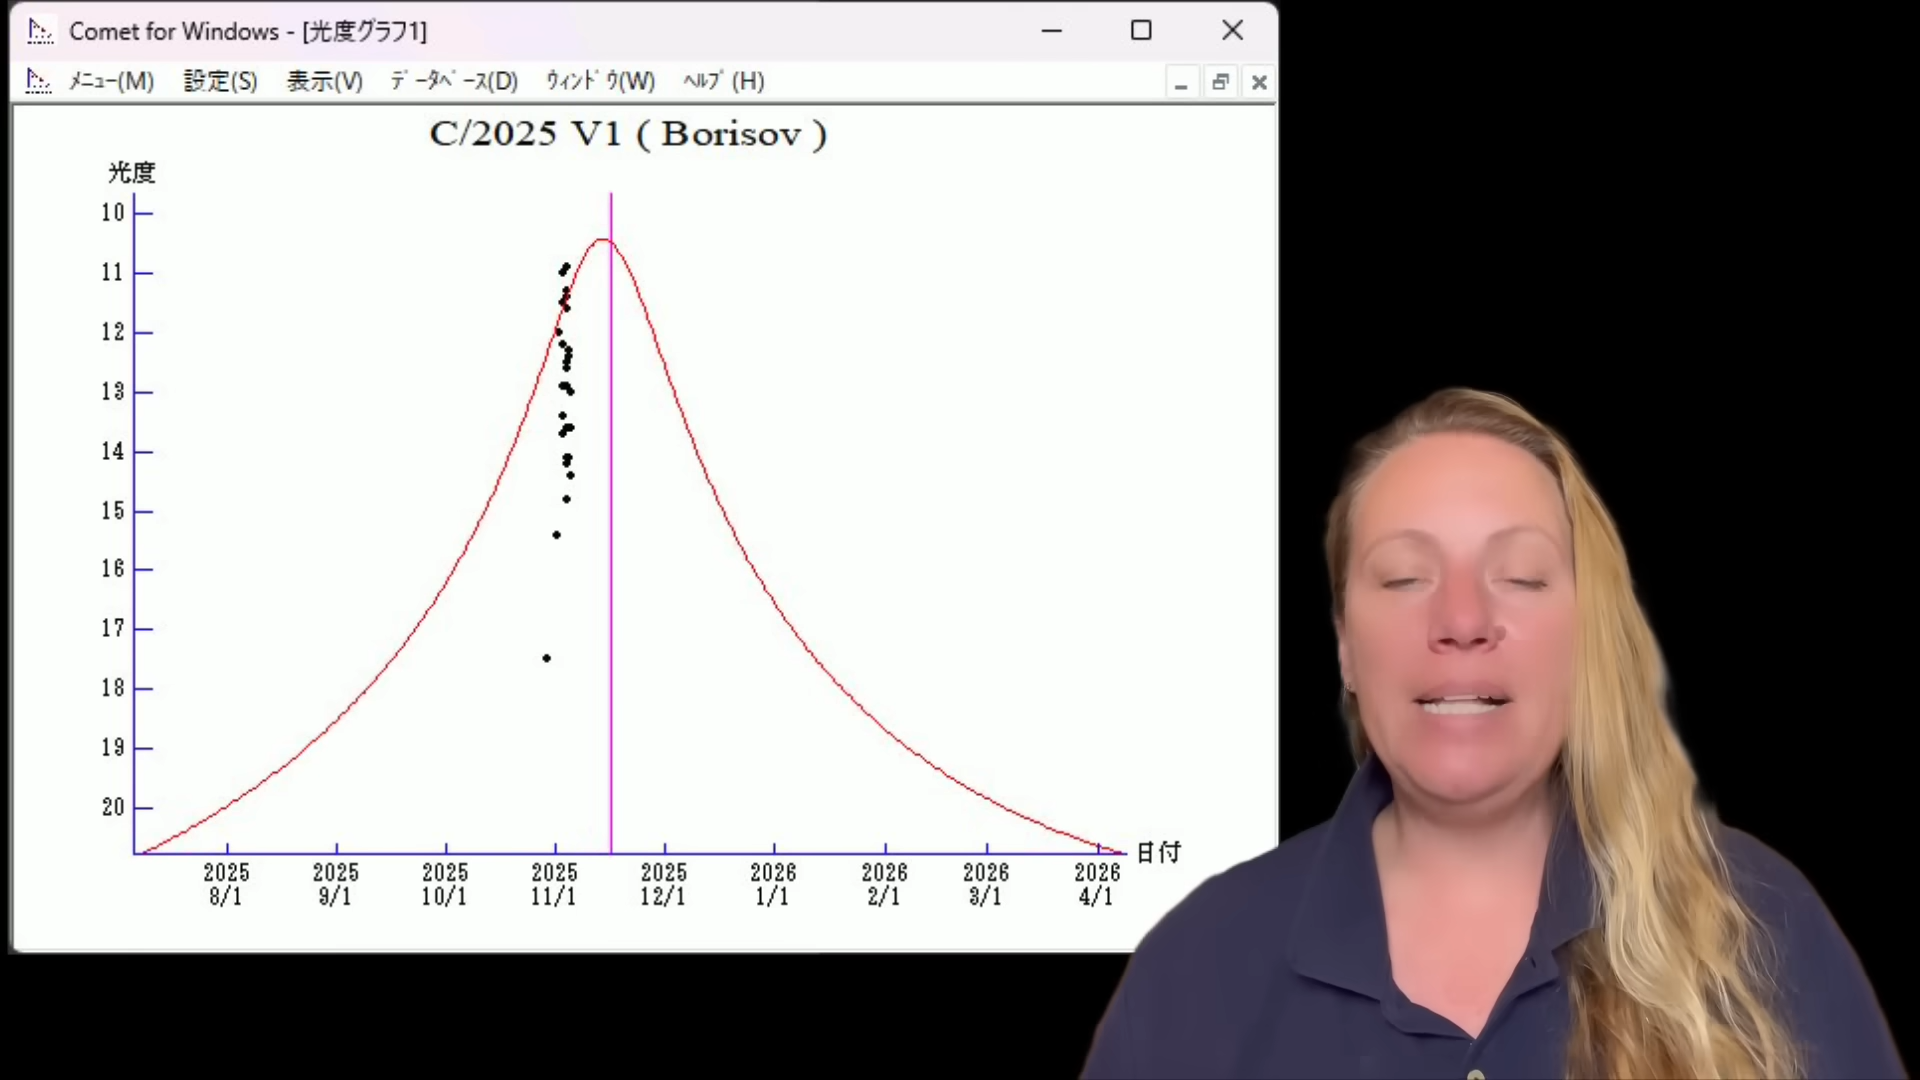 Comet for Windows - [光度グラフ1]
ﾒﾆｭｰ(M) 設定(S) 表示(V) ﾃﾞｰﾀﾍﾞｰｽ(D) ｳｨﾝﾄﾞｳ(W) ﾍﾙﾌﾟ(H)
C/2025 V1 ( Borisov )
光度
10
11
12
13
14
15
16
17
18
19
20
日付
2025 2025 2025 2025 2025 2026 2026 2026 2026
8/1 9/1 10/1 11/1 12/1 1/1 2/1 3/1 4/1